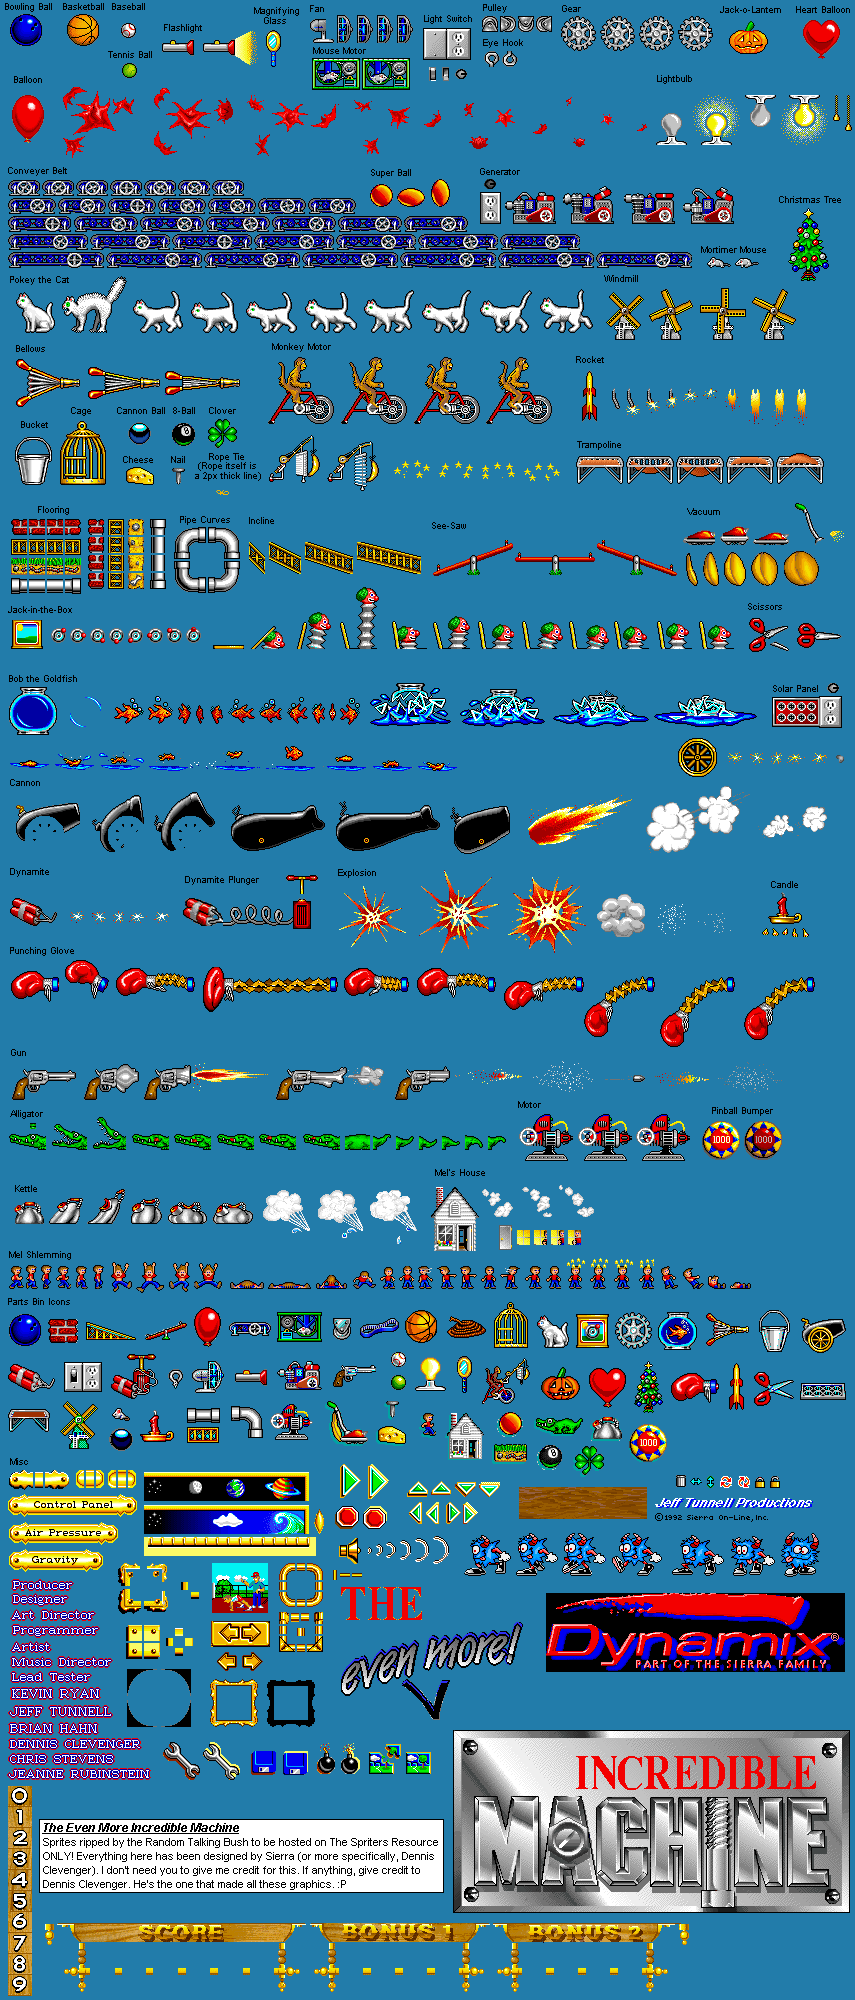 Bowling Ball Basketball Baseball
Tennis Ball
Flashlight
Magnifying
Glass
Fan
Mouse Motor
Light Switch
Pulley
Eye Hook
Gear
Jack-o-Lantern
Heart Balloon
Balloon
Lightbulb
Conveyer Belt
Super Ball
Generator
Christmas Tree
Mortimer Mouse
Pokey the Cat
Windmill
Bellows
Monkey Motor
Rocket
Bucket
Cage
Cannon Ball
8-Ball
Clover
Cheese
Nail
Rope Tie
(Rope itself is
a 2px thick line)
Trampoline
Flooring
Pipe Curves
Incline
See-Saw
Vacuum
Jack-in-the-Box
Scissors
Bob the Goldfish
Solar Panel
Cannon
Dynamite
Dynamite Plunger
Explosion
Candle
Punching Glove
Gun
Alligator
Motor
Pinball Bumper
1000
1000
Kettle
Mel's House
Mel Shlemming
Parts Bin Icons
1000
Misc
Control Panel
Air Pressure
Gravity
Jeff Tunnell Productions
©1992 Sierra On-Line, Inc.
Producer
Designer
Art Director
Programmer
Artist
Music Director
Lead Tester
KEVIN RYAN
JEFF TUNNELL
BRIAN HAHN
DENNIS CLEVENGER
CHRIS STEVENS
JEANNE RUBINSTEIN
THE
even more!
DYNAMIX®
PART OF THE SIERRA FAMILY
INCREDIBLE
MACHINE
0
1
2
3
4
5
6
7
8
9
The Even More Incredible Machine
Sprites ripped by the Random Talking Bush to be hosted on The Spriters Resource
ONLY! Everything here has been designed by Sierra (or more specifically, Dennis
Clevenger). I don't need you to give me credit for this. If anything, give credit to
Dennis Clevenger. He's the one that made all these graphics. :P
SCORE
BONUS 1
BONUS 2